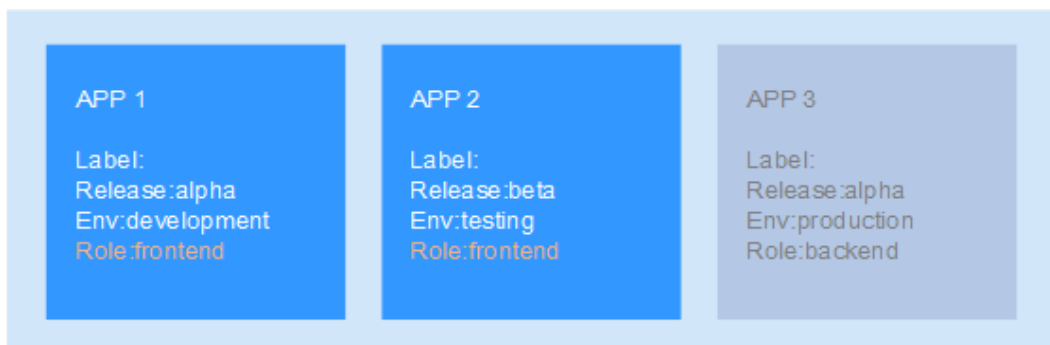 APP 1
Label:
Release:alpha
Env:development
Role:frontend
APP 2
Label:
Release:beta
Env:testing
Role:frontend
APP 3
Label:
Release:alpha
Env:production
Role:backend